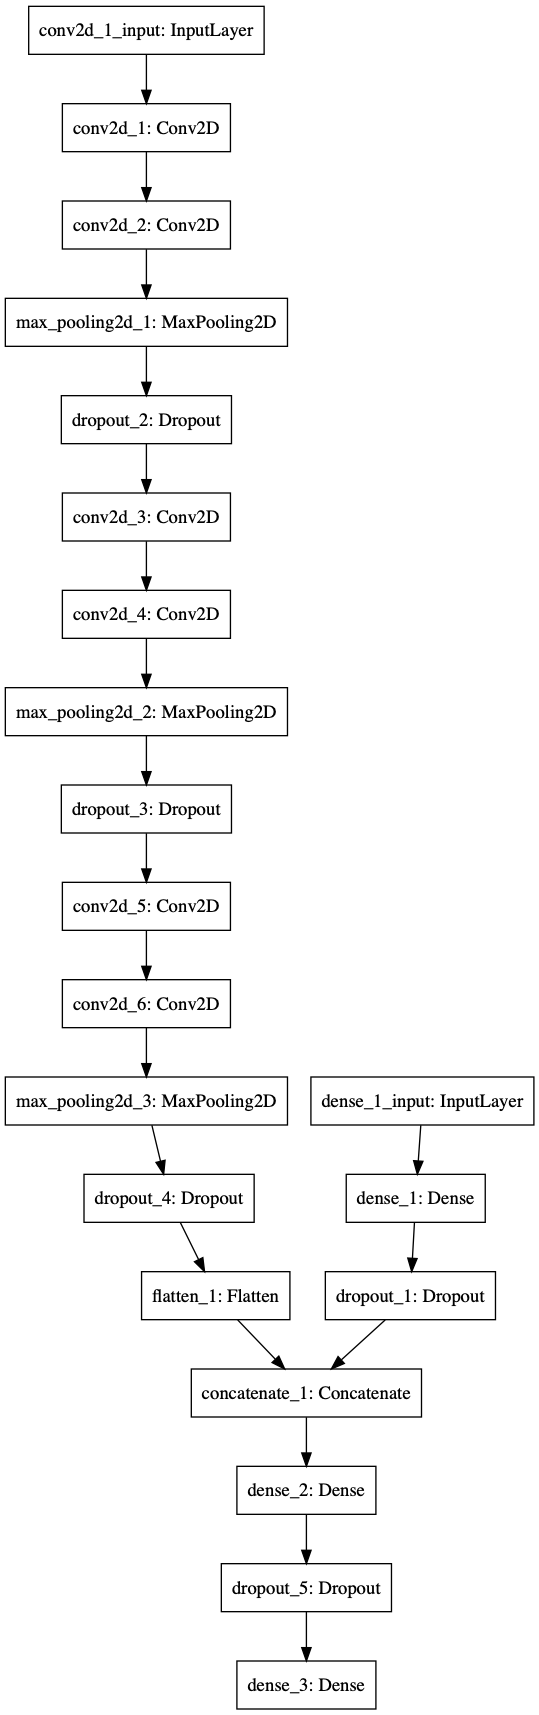 conv2d_1_input: InputLayer
conv2d_1: Conv2D
conv2d_2: Conv2D
max_pooling2d_1: MaxPooling2D
dropout_2: Dropout
conv2d_3: Conv2D
conv2d_4: Conv2D
max_pooling2d_2: MaxPooling2D
dropout_3: Dropout
conv2d_5: Conv2D
conv2d_6: Conv2D
max_pooling2d_3: MaxPooling2D
dense_1_input: InputLayer
dropout_4: Dropout
dense_1: Dense
flatten_1: Flatten
dropout_1: Dropout
concatenate_1: Concatenate
dense_2: Dense
dropout_5: Dropout
dense_3: Dense